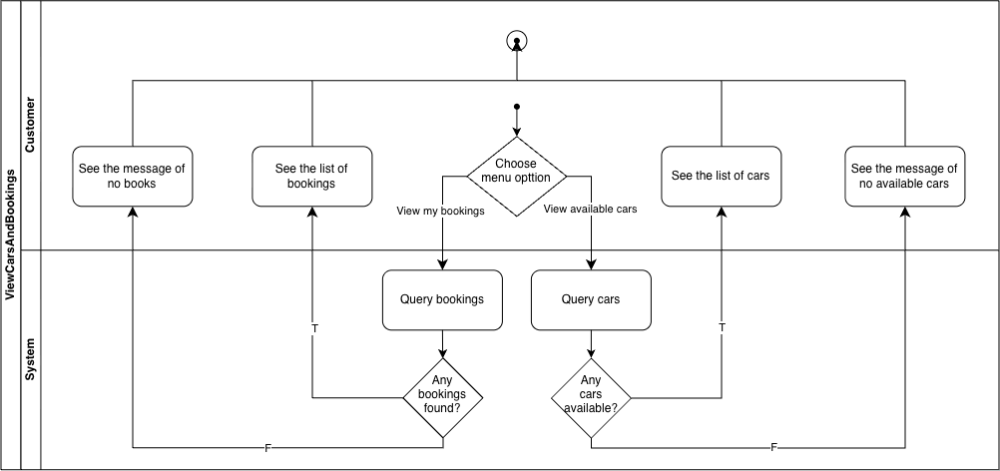 ViewCarsAndBookings
Customer
Choose
menu option
See the message of
no books
See the list of
bookings
See the list of cars
See the message of
no available cars
View my bookings
View available cars
System
Query bookings
Query cars
T
T
Any
bookings
found?
Any
cars
available?
F
F